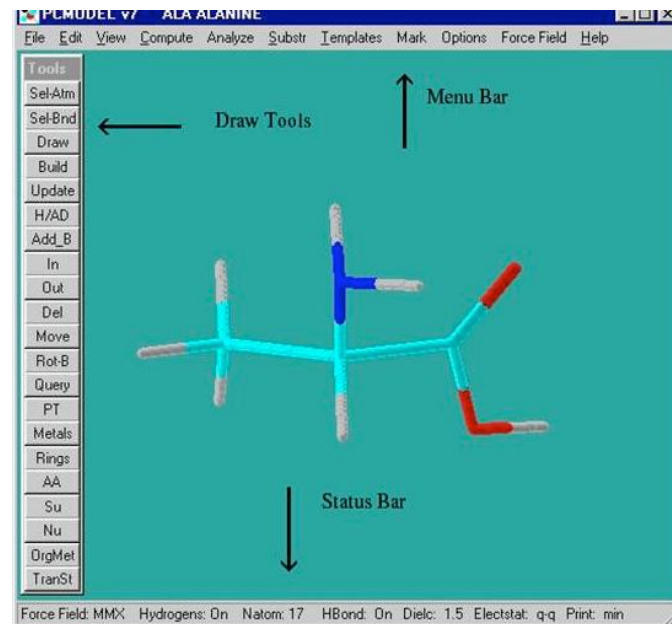 PCMODEL v7 ALA ALANINE
File Edit View Compute Analyze Substr Templates Mark Options Force Field Help
Tools
Sel-Atm
Sel-Bnd
Draw
Build
Update
H/AD
Add_B
In
Out
Del
Move
Rot-B
Query
PT
Metals
Rings
AA
Su
Nu
OrgMet
TranSt
Menu Bar
Draw Tools
Status Bar
Force Field: MMX Hydrogens: On Natom: 17 HBond: On Dielc: 1.5 Electstat: q-q Print: min